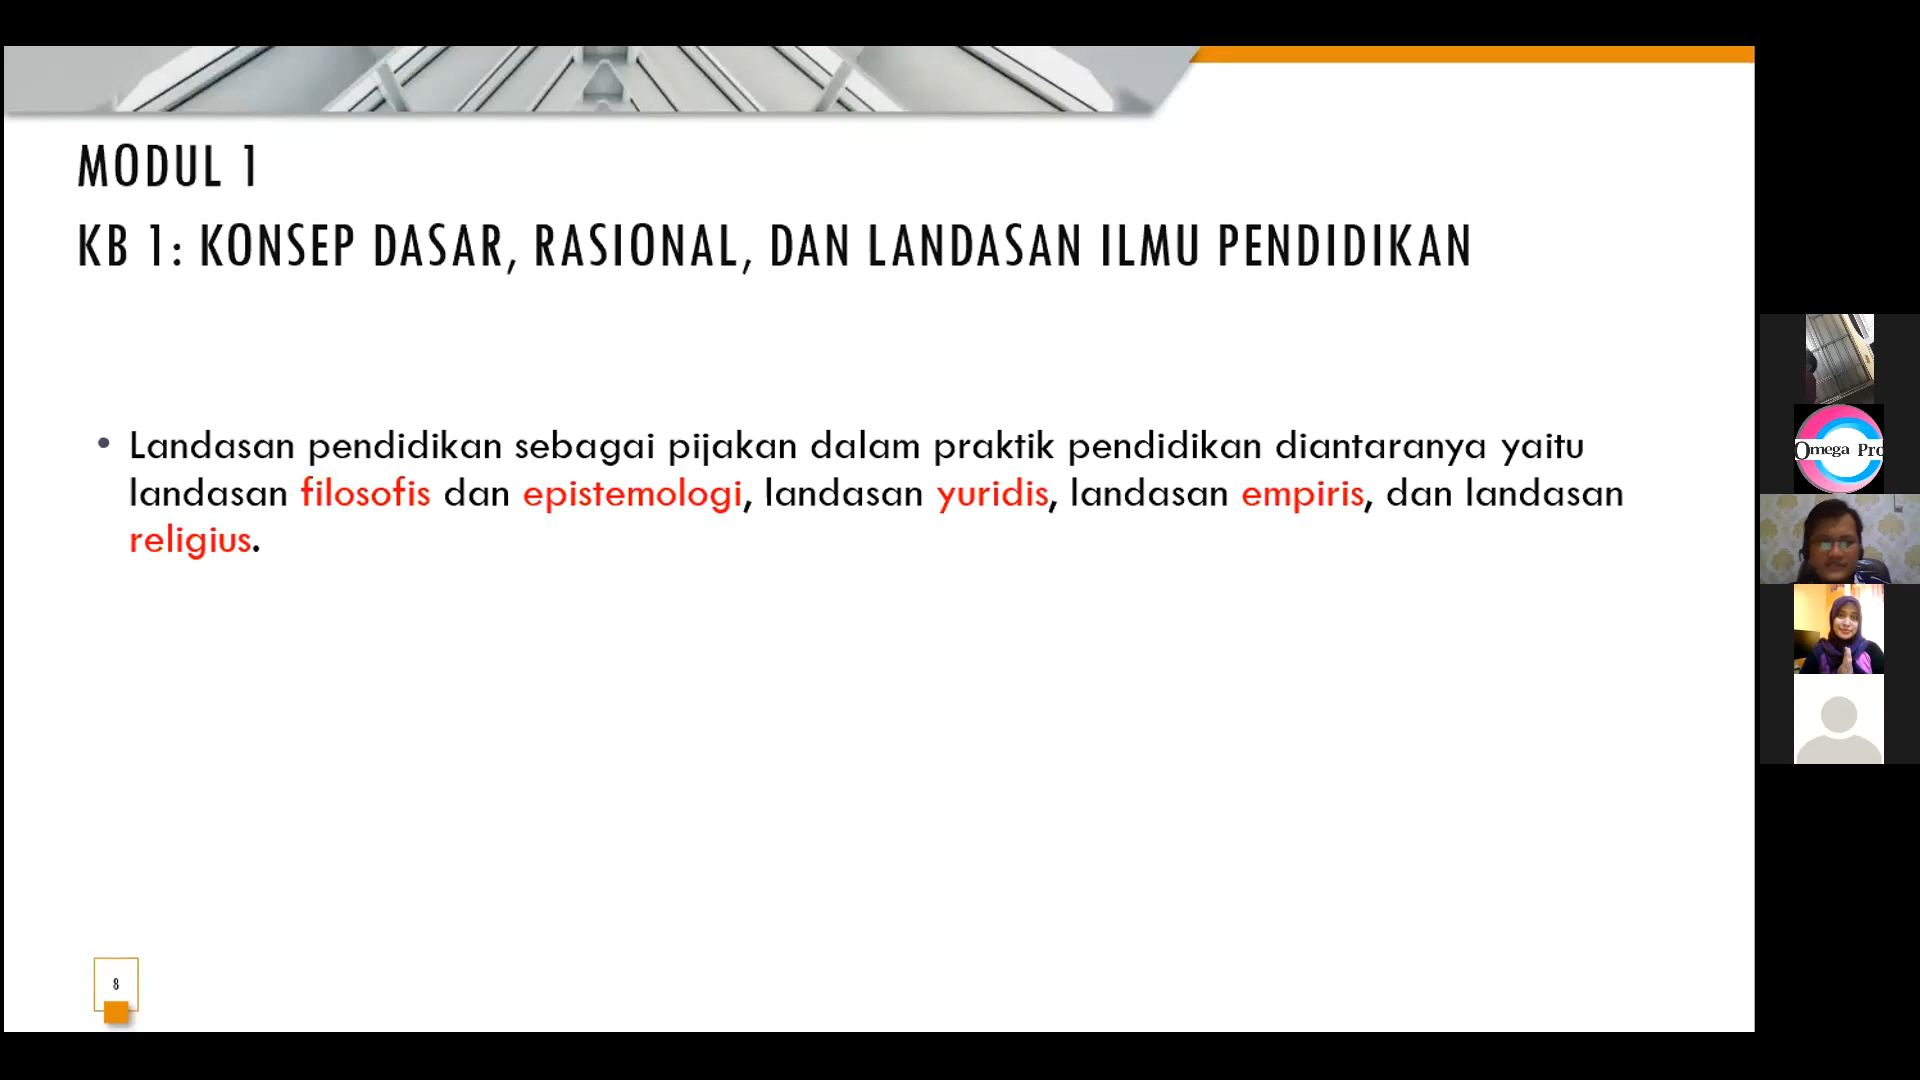 MODUL 1
KB 1: KONSEP DASAR, RASIONAL, DAN LANDASAN ILMU PENDIDIKAN
• Landasan pendidikan sebagai pijakan dalam praktik pendidikan diantaranya yaitu
landasan filosofis dan epistemologi, landasan yuridis, landasan empiris, dan landasan
religius.
8
Omega Pro